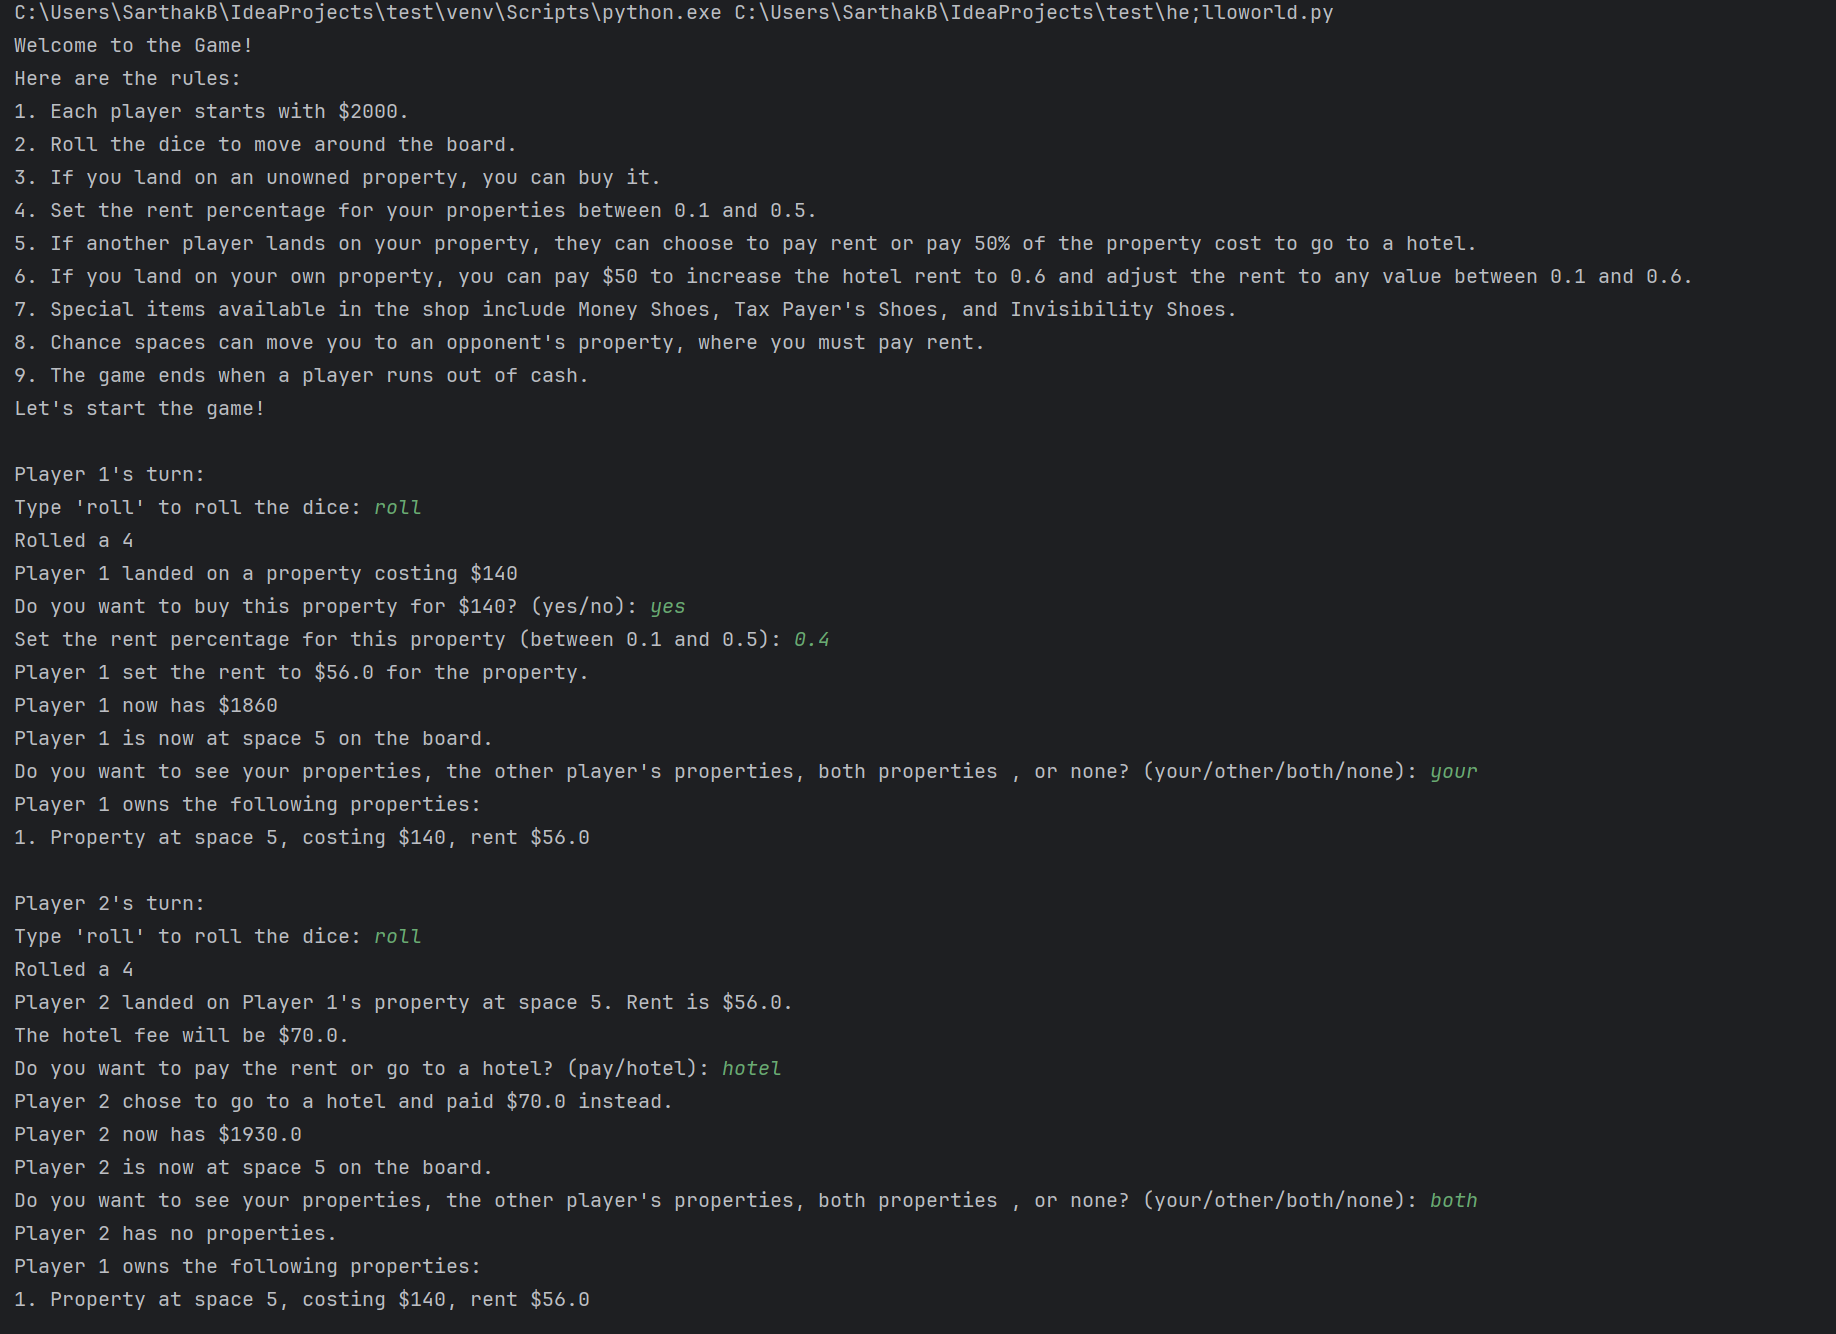 C:\Users\SarthakB\IdeaProjects\test\venv\Scripts\python.exe C:\Users\SarthakB\IdeaProjects\test\he;lloworld.py
Welcome to the Game!
Here are the rules:
1. Each player starts with $2000.
2. Roll the dice to move around the board.
3. If you land on an unowned property, you can buy it.
4. Set the rent percentage for your properties between 0.1 and 0.5.
5. If another player lands on your property, they can choose to pay rent or pay 50% of the property cost to go to a hotel.
6. If you land on your own property, you can pay $50 to increase the hotel rent to 0.6 and adjust the rent to any value between 0.1 and 0.6.
7. Special items available in the shop include Money Shoes, Tax Payer's Shoes, and Invisibility Shoes.
8. Chance spaces can move you to an opponent's property, where you must pay rent.
9. The game ends when a player runs out of cash.
Let's start the game!

Player 1's turn:
Type 'roll' to roll the dice: roll
Rolled a 4
Player 1 landed on a property costing $140
Do you want to buy this property for $140? (yes/no): yes
Set the rent percentage for this property (between 0.1 and 0.5): 0.4
Player 1 set the rent to $56.0 for the property.
Player 1 now has $1860
Player 1 is now at space 5 on the board.
Do you want to see your properties, the other player's properties, both properties , or none? (your/other/both/none): your
Player 1 owns the following properties:
1. Property at space 5, costing $140, rent $56.0

Player 2's turn:
Type 'roll' to roll the dice: roll
Rolled a 4
Player 2 landed on Player 1's property at space 5. Rent is $56.0.
The hotel fee will be $70.0.
Do you want to pay the rent or go to a hotel? (pay/hotel): hotel
Player 2 chose to go to a hotel and paid $70.0 instead.
Player 2 now has $1930.0
Player 2 is now at space 5 on the board.
Do you want to see your properties, the other player's properties, both properties , or none? (your/other/both/none): both
Player 2 has no properties.
Player 1 owns the following properties:
1. Property at space 5, costing $140, rent $56.0